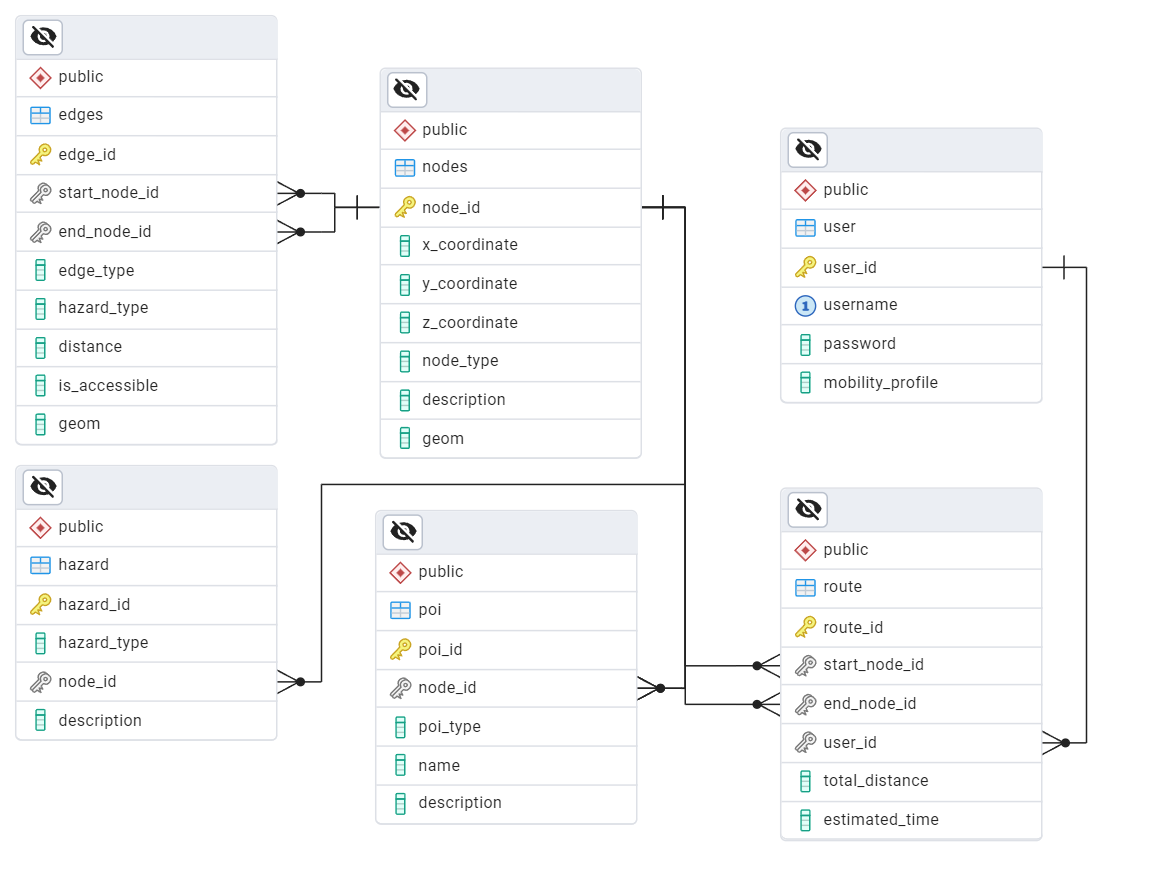 public
edges
edge_id
start_node_id
end_node_id
edge_type
hazard_type
distance
is_accessible
geom
public
nodes
node_id
x_coordinate
y_coordinate
z_coordinate
node_type
description
geom
public
user
user_id
1 username
password
mobility_profile
public
hazard
hazard_id
hazard_type
node_id
description
public
poi
poi_id
node_id
poi_type
name
description
public
route
route_id
start_node_id
end_node_id
user_id
total_distance
estimated_time